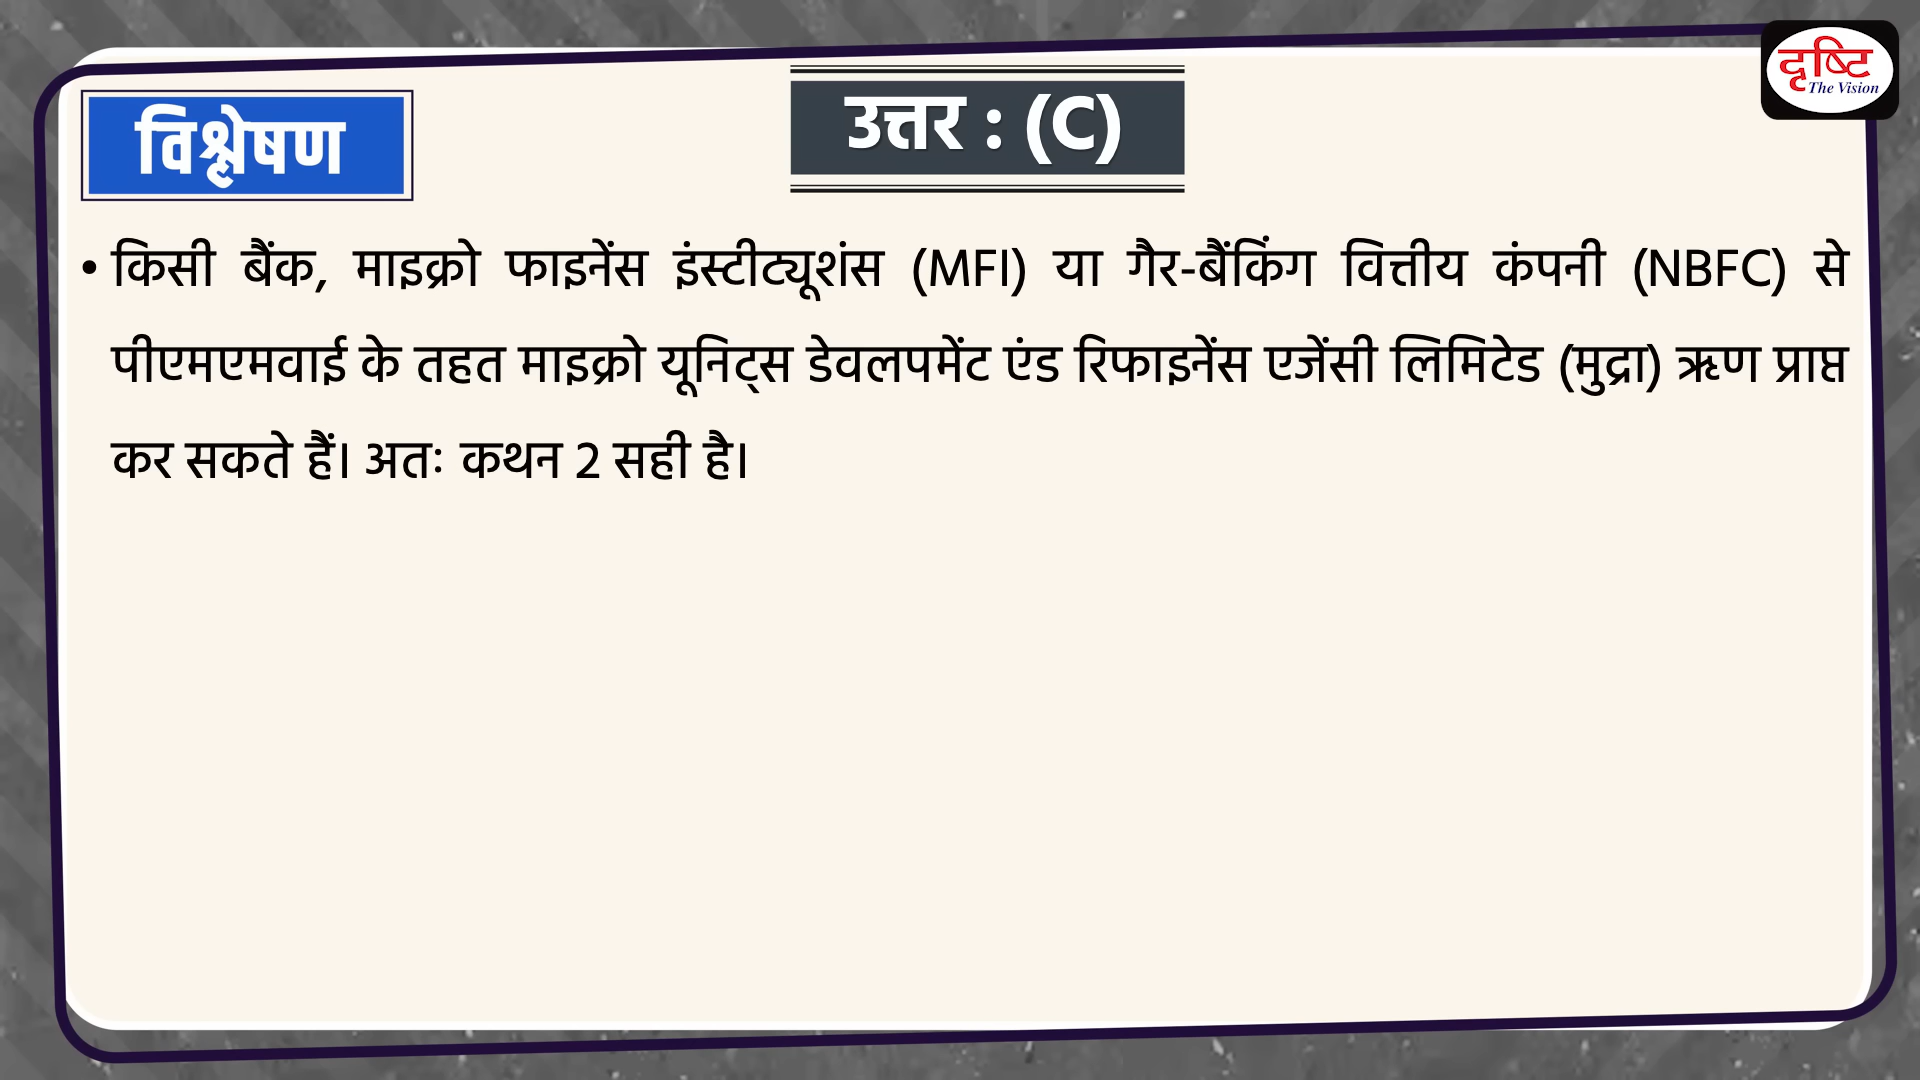 दृष्टि
The Vision
विश्लेषण
उत्तर : (C)
• किसी बैंक, माइक्रो फाइनेंस इंस्टीट्यूशंस (MFI) या गैर-बैंकिंग वित्तीय कंपनी (NBFC) से
पीएमएमवाई के तहत माइक्रो यूनिट्स डेवलपमेंट एंड रिफाइनेंस एजेंसी लिमिटेड (मुद्रा) ऋण प्राप्त
कर सकते हैं। अतः कथन 2 सही है।